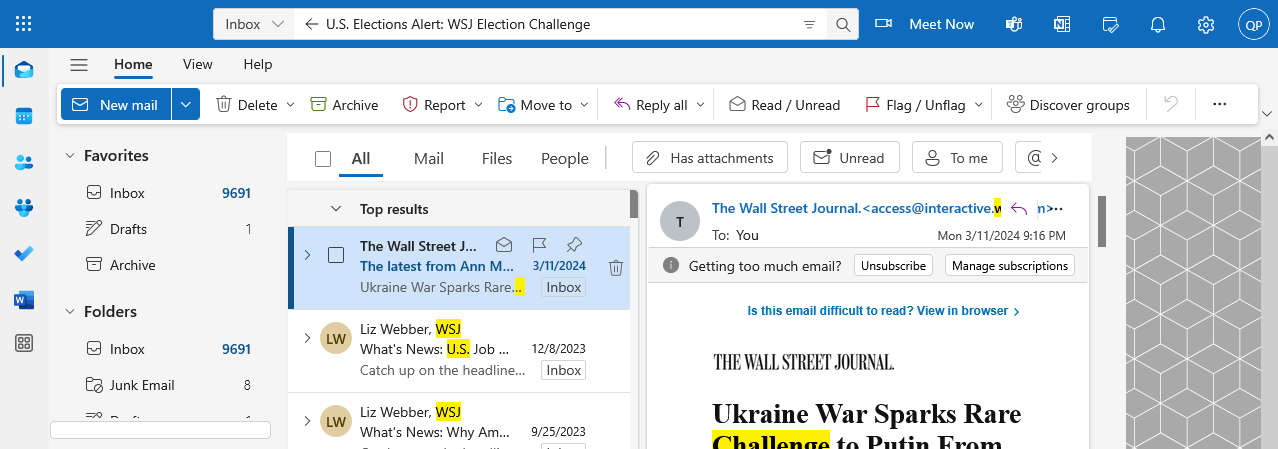 Inbox
U.S. Elections Alert: WSJ Election Challenge
Meet Now
QP
Home View Help
New mail
Delete
Archive
Report
Move to
Reply all
Read / Unread
Flag / Unflag
Discover groups
Favorites
Inbox 9691
Drafts 1
Archive
Folders
Inbox 9691
Junk Email 8
All Mail Files People
Has attachments
Unread
To me
@
Top results
The Wall Street J...
The latest from Ann M... 3/11/2024
Ukraine War Sparks Rare... Inbox
LW
Liz Webber, WSJ
What's News: U.S. Job ... 12/8/2023
Catch up on the headline... Inbox
LW
Liz Webber, WSJ
What's News: Why Am... 9/25/2023
T
The Wall Street Journal.<access@interactive.w
To: You
Mon 3/11/2024 9:16 PM
Getting too much email? Unsubscribe Manage subscriptions
Is this email difficult to read? View in browser
THE WALL STREET JOURNAL.
Ukraine War Sparks Rare
Challenge to Putin From